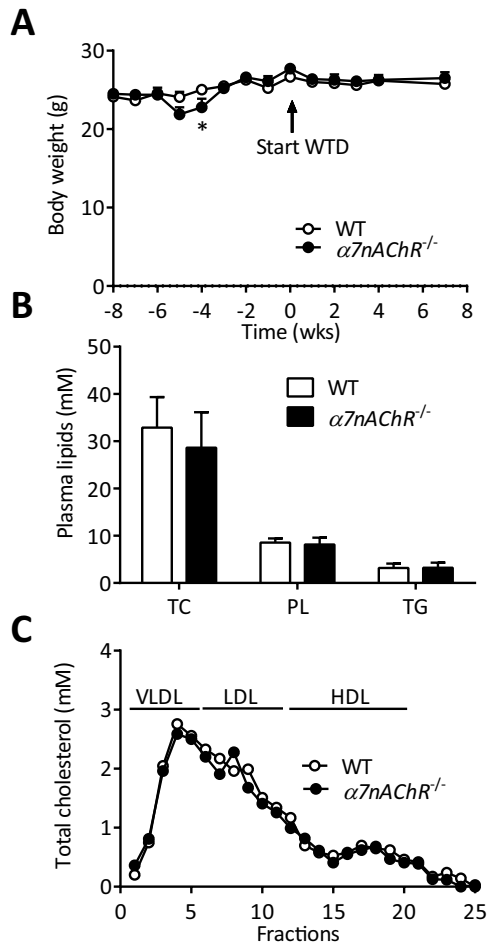 A
Body weight (g)
30
20
10
0
* 
Start WTD
WT
α7nAChR-/-
-8 -6 -4 -2 0 2 4 6 8
Time (wks)
B
Plasma lipids (mM)
50
40
30
20
10
0
WT
α7nAChR-/-
TC PL TG
C
Total cholesterol (mM)
4
3
2
1
0
VLDL LDL HDL
WT
α7nAChR-/-
0 5 10 15 20 25
Fractions